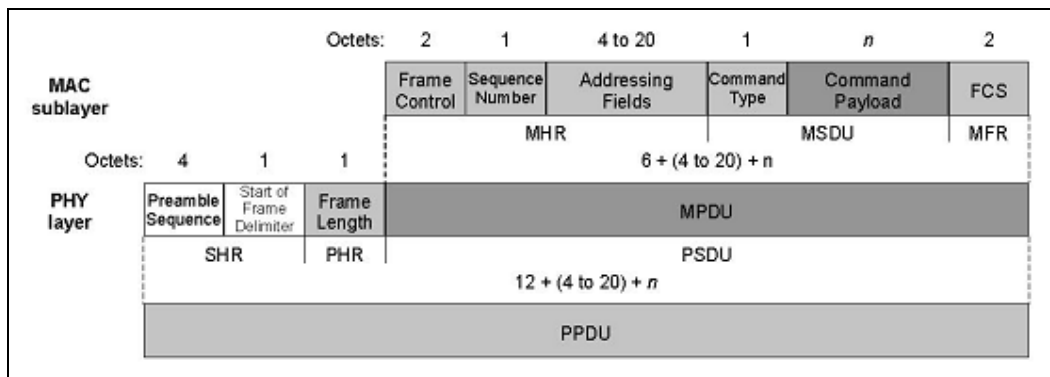 Octets: 2 1 4 to 20 1 n 2
MAC sublayer
Frame Control
Sequence Number
Addressing Fields
Command Type
Command Payload
FCS
MHR MSDU MFR
6 + (4 to 20) + n
Octets: 4 1 1
PHY layer
Preamble Sequence
Start of Frame Delimiter
Frame Length
MPDU
SHR PHR PSDU
12 + (4 to 20) + n
PPDU